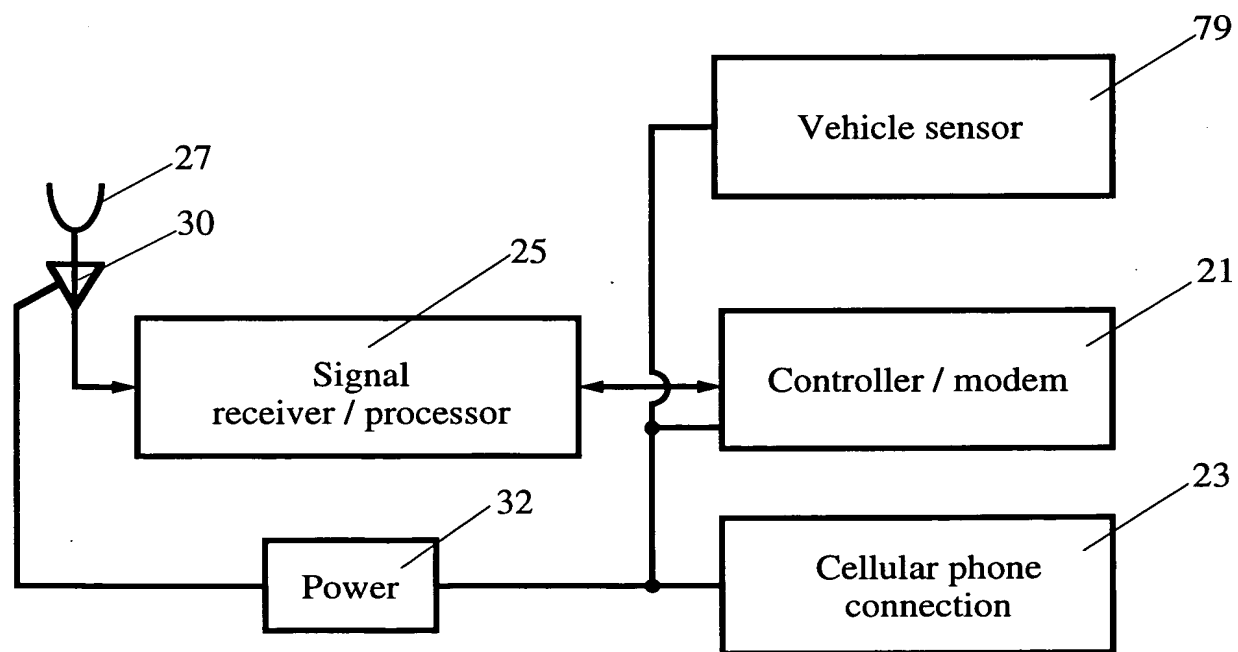 79
Vehicle sensor
27
30
25
Signal
receiver / processor
21
Controller / modem
32
Power
23
Cellular phone
connection